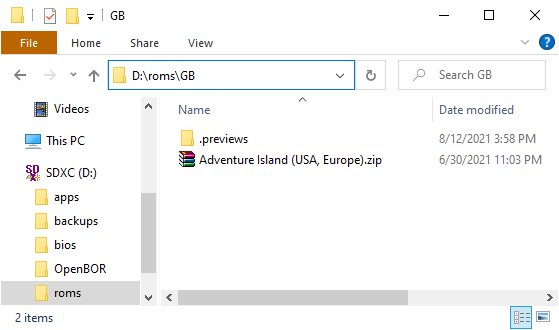 GB
File Home Share View
D:\roms\GB Search GB
Name Date modified
Videos
This PC
SDXC (D:)
apps
backups
bios
OpenBOR
roms
.previews 8/12/2021 3:58 PM
Adventure Island (USA, Europe).zip 6/30/2021 11:03 PM
2 items